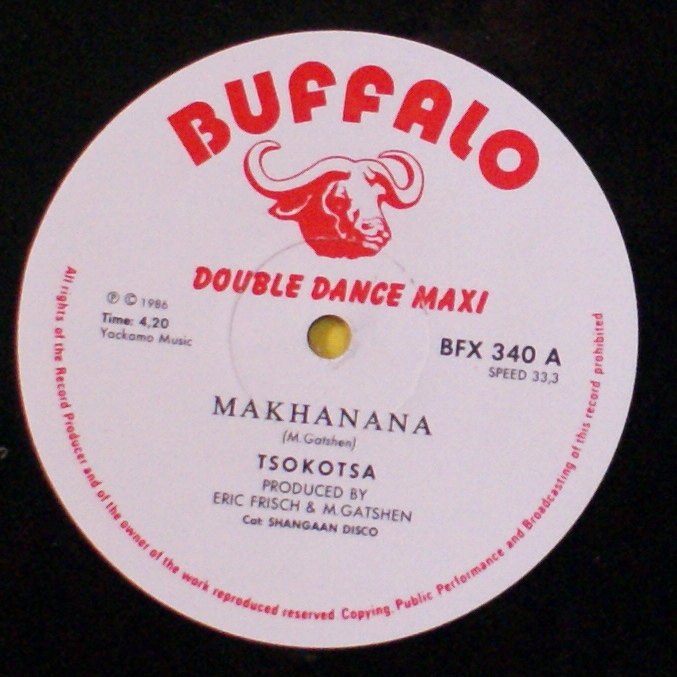 BUFFALO
DOUBLE DANCE MAXI
℗ © 1986
Time: 4,20
Yackamo Music
BFX 340 A
SPEED 33,3
MAKHANANA
(M.Gatshen)
TSOKOTSA
PRODUCED BY
ERIC FRISCH & M.GATSHEN
Cat: SHANGAAN DISCO
All rights of the Record Producer and of the owner of the work reproduced reserved Copying, Public Performance and Broadcasting of this record prohibited